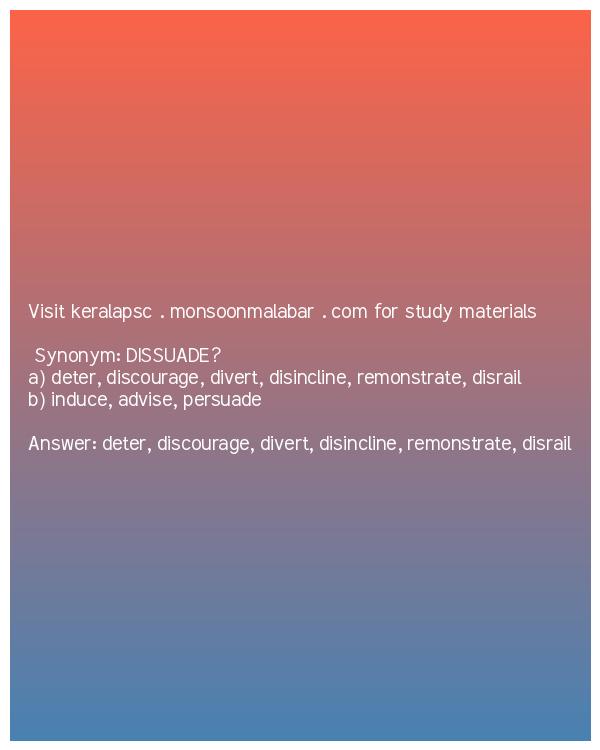 Visit keralapsc . monsoonmalabar . com for study materials
Synonym: DISSUADE?
a) deter, discourage, divert, disincline, remonstrate, disrail
b) induce, advise, persuade
Answer: deter, discourage, divert, disincline, remonstrate, disrail